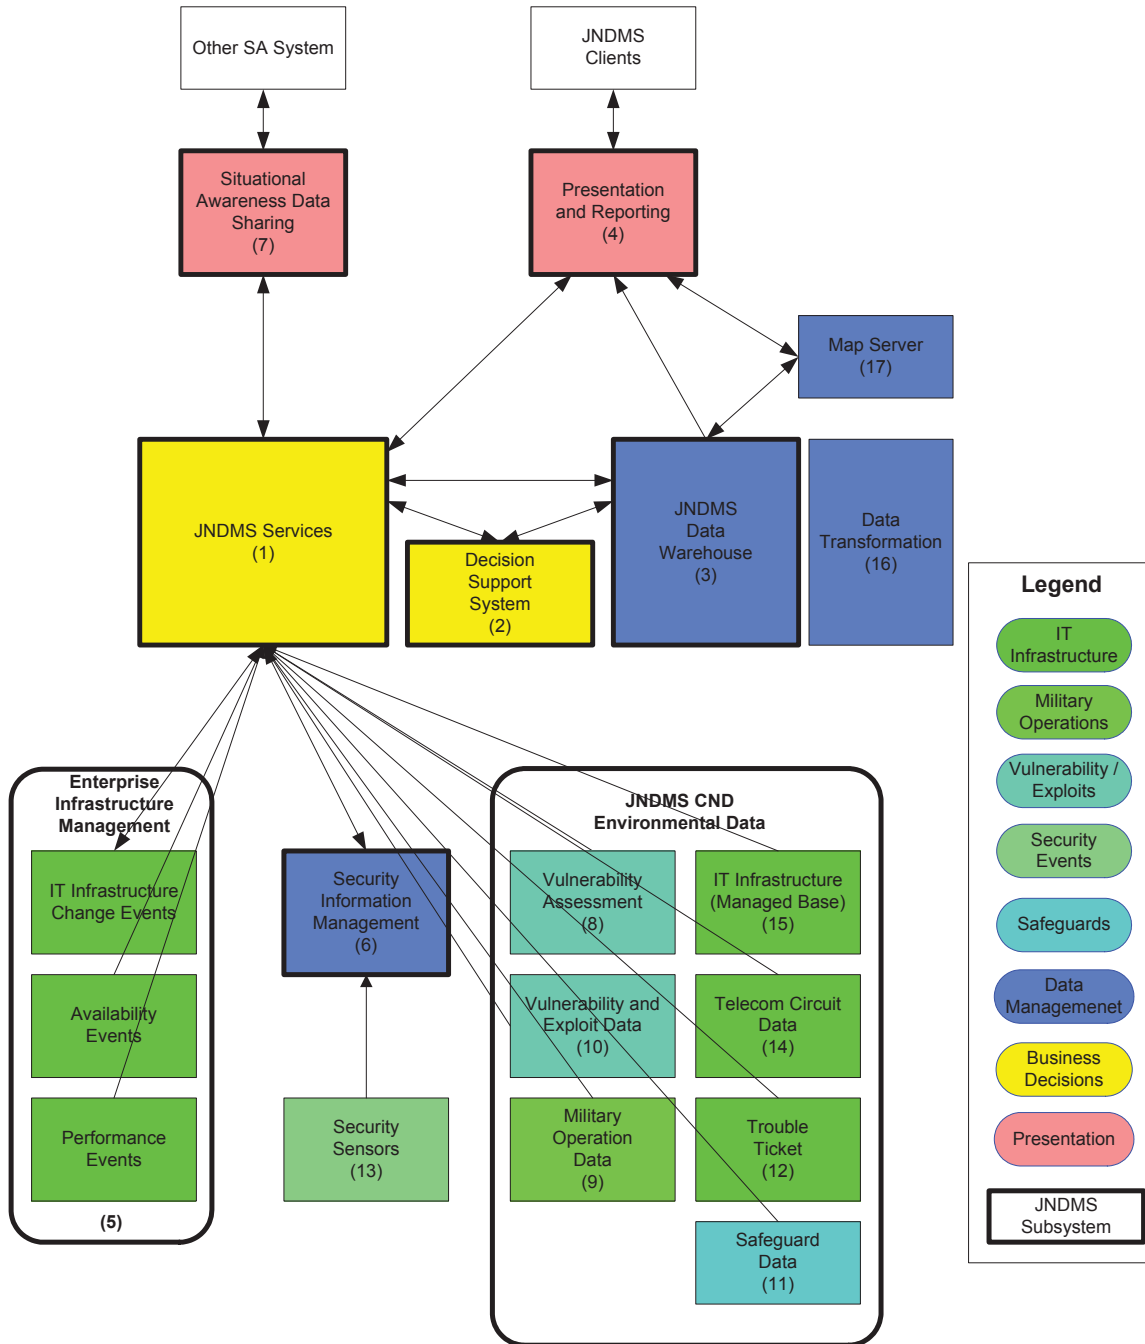 Other SA System
JNDMS
Clients
Situational
Awareness Data
Sharing
(7)
Presentation
and Reporting
(4)
Map Server
(17)
JNDMS Services
(1)
Decision
Support
System
(2)
JNDMS
Data
Warehouse
(3)
Data
Transformation
(16)
Enterprise
Infrastructure
Management
IT Infrastructure
Change Events
Availability
Events
Performance
Events
(5)
Security
Information
Management
(6)
Security
Sensors
(13)
JNDMS CND
Environmental Data
Vulnerability
Assessment
(8)
IT Infrastructure
(Managed Base)
(15)
Vulnerability and
Exploit Data
(10)
Telecom Circuit
Data
(14)
Military
Operation
Data
(9)
Trouble
Ticket
(12)
Safeguard
Data
(11)
Legend
IT
Infrastructure
Military
Operations
Vulnerability /
Exploits
Security
Events
Safeguards
Data
Managemenet
Business
Decisions
Presentation
JNDMS
Subsystem